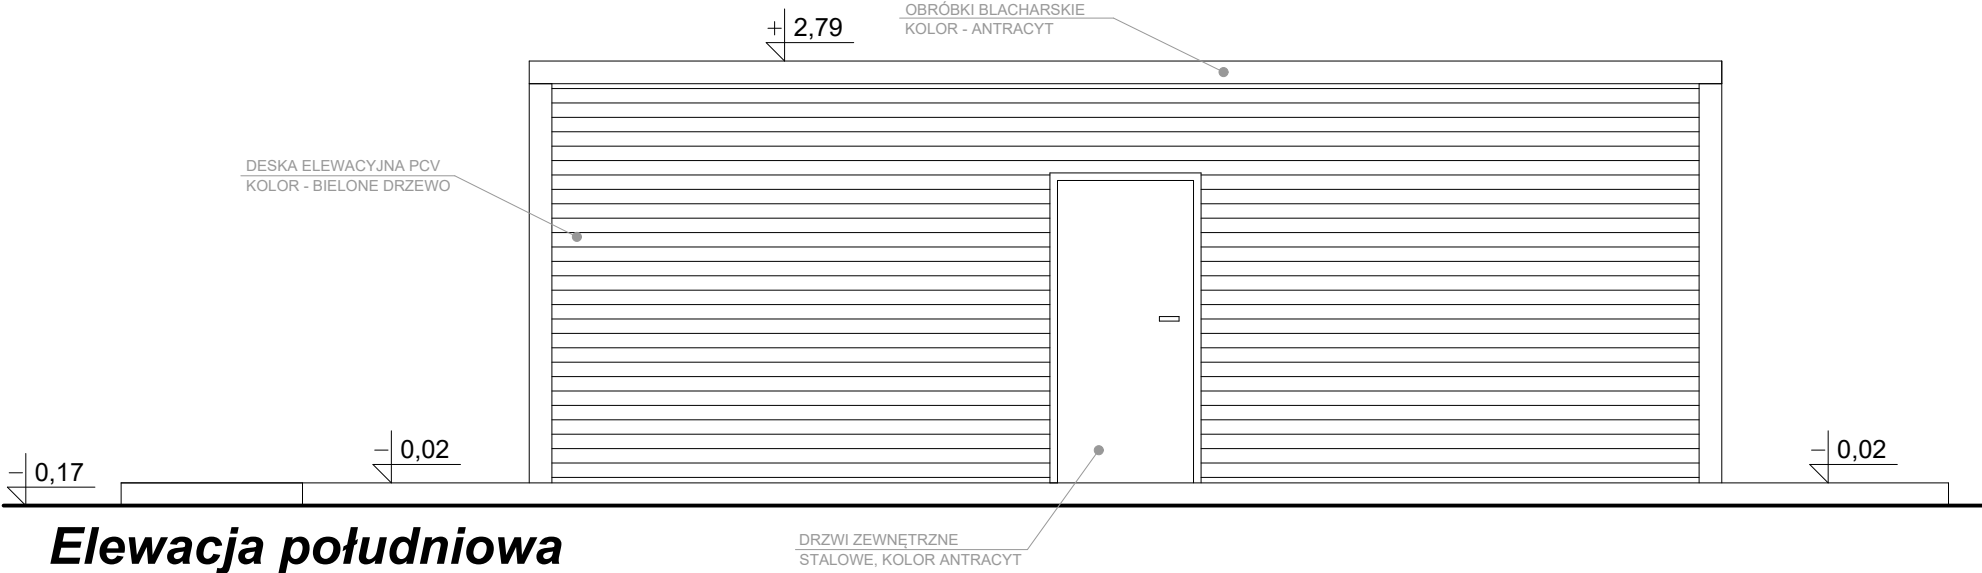 OBRÓBKI BLACHARSKIE
KOLOR - ANTRACYT
+ 2,79
DESKA ELEWACYJNA PCV
KOLOR - BIELONE DRZEWO
− 0,02
− 0,02
− 0,17
Elewacja południowa
DRZWI ZEWNĘTRZNE
STALOWE, KOLOR ANTRACYT